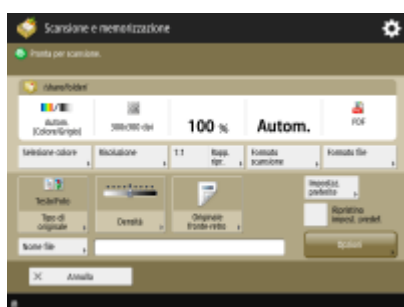 Scansione e memorizzazione
Pronta per scansione.
/share/folder/
Autom.
(Colore/Grigio)
300x300 dpi
100 %
Autom.
PDF
Selezione colore
Risoluzione
1:1
Rapp.
ripr.
Formato
scansione
Formato file
Testo/Foto
Tipo di
originale
Densità
Originale
fronte-retro
Impostaz.
preferite
Ripristino
impost. predef.
Nome file
Opzioni
Annulla